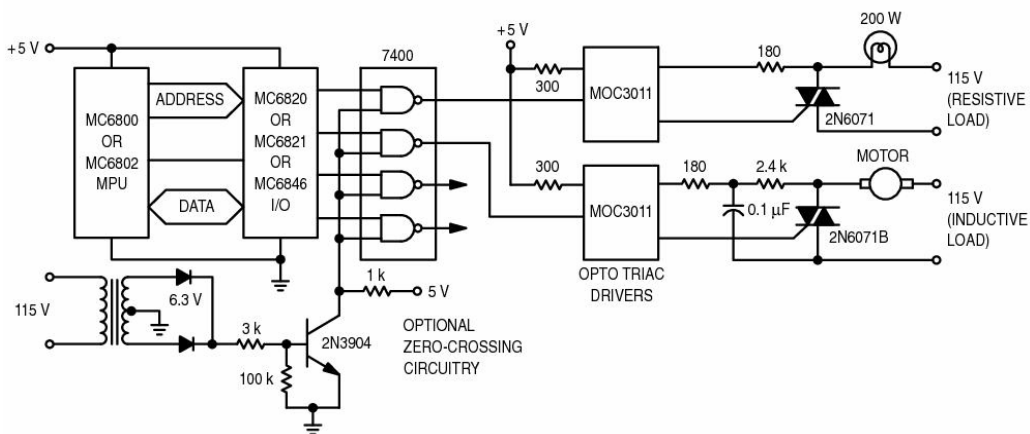 +5 V
MC6800
OR
MC6802
MPU
ADDRESS
DATA
MC6820
OR
MC6821
OR
MC6846
I/O
7400
+5 V
300
MOC3011
180
200 W
2N6071
115 V
(RESISTIVE
LOAD)
300
MOC3011
OPTO TRIAC
DRIVERS
180
2.4 k
0.1 μF
MOTOR
2N6071B
115 V
(INDUCTIVE
LOAD)
115 V
6.3 V
3 k
100 k
2N3904
1 k
5 V
OPTIONAL
ZERO-CROSSING
CIRCUITRY